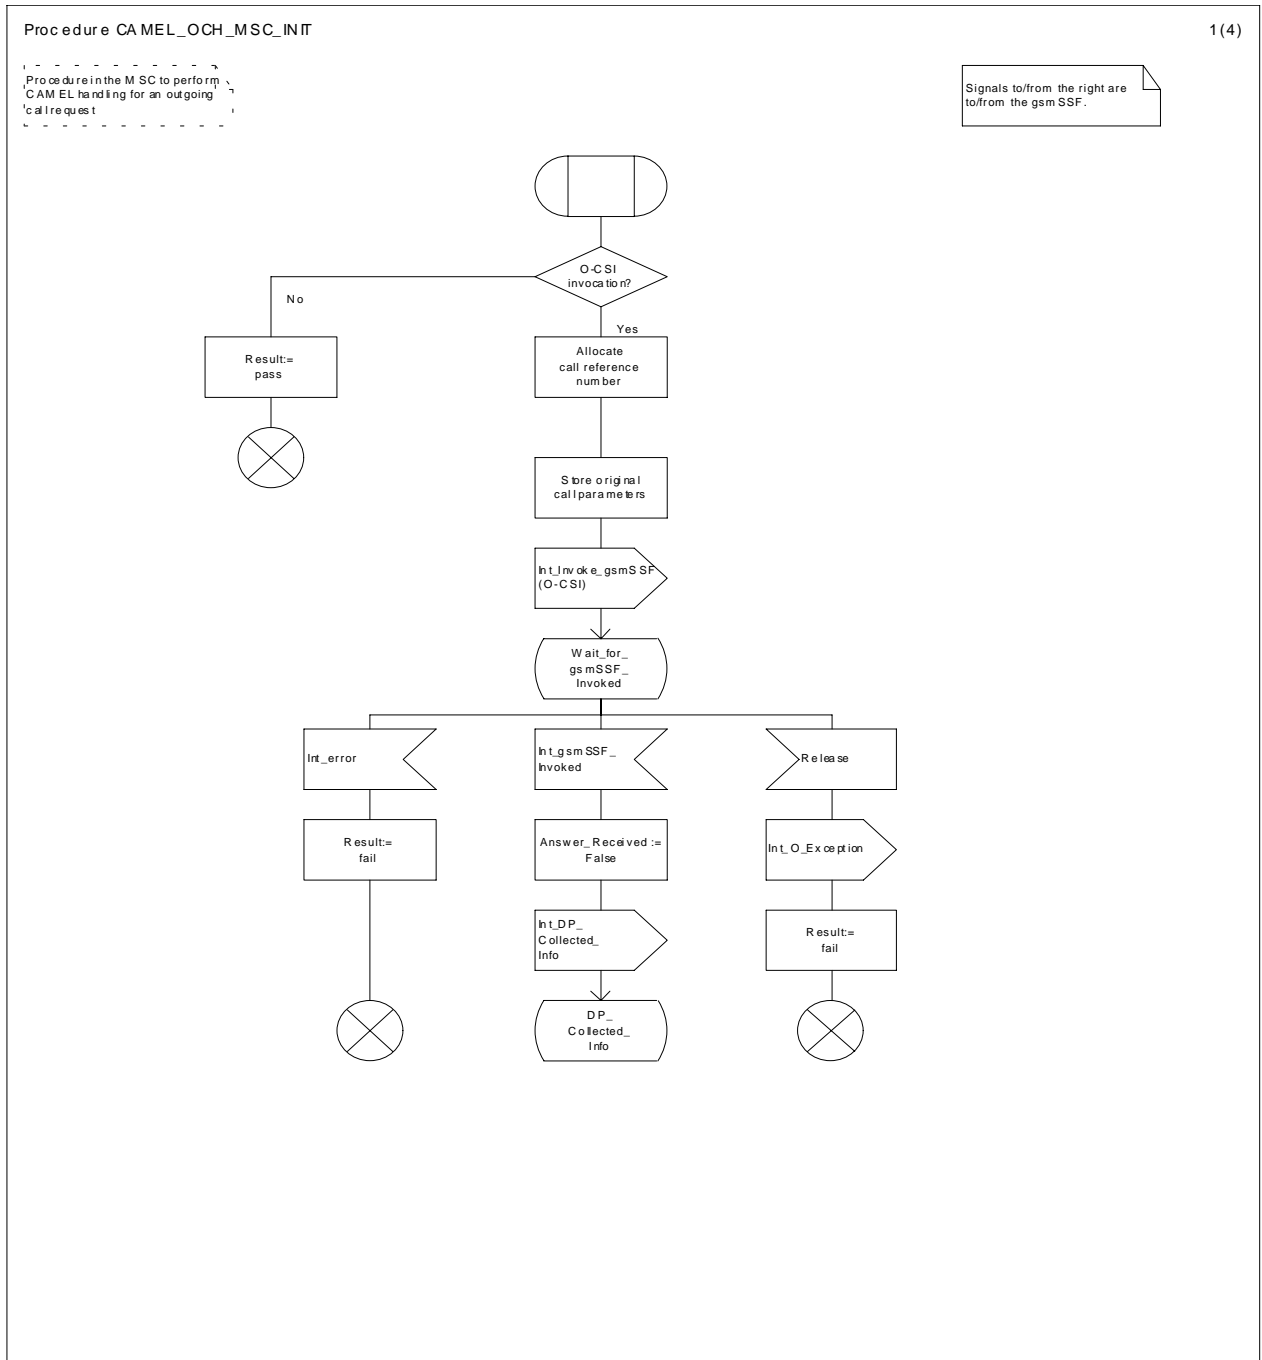 Procedure CAMEL_OCH_MSC_INIT
1(4)
Procedure in the MSC to perform
CAMEL handling for an outgoing
call request
Signals to/from the right are
to/from the gsmSSF.
O-CSI
invocation?
No
Yes
Result:=
pass
Allocate
call reference
number
Store original
call parameters
Int_Invoke_gsmSSF
(O-CSI)
Wait_for_
gsmSSF_
Invoked
Int_error
Int_gsmSSF_
Invoked
Release
Result:=
fail
Answer_Received :=
False
Int_O_Exception
Int_DP_
Collected_
Info
Result:=
fail
DP_
Collected_
Info